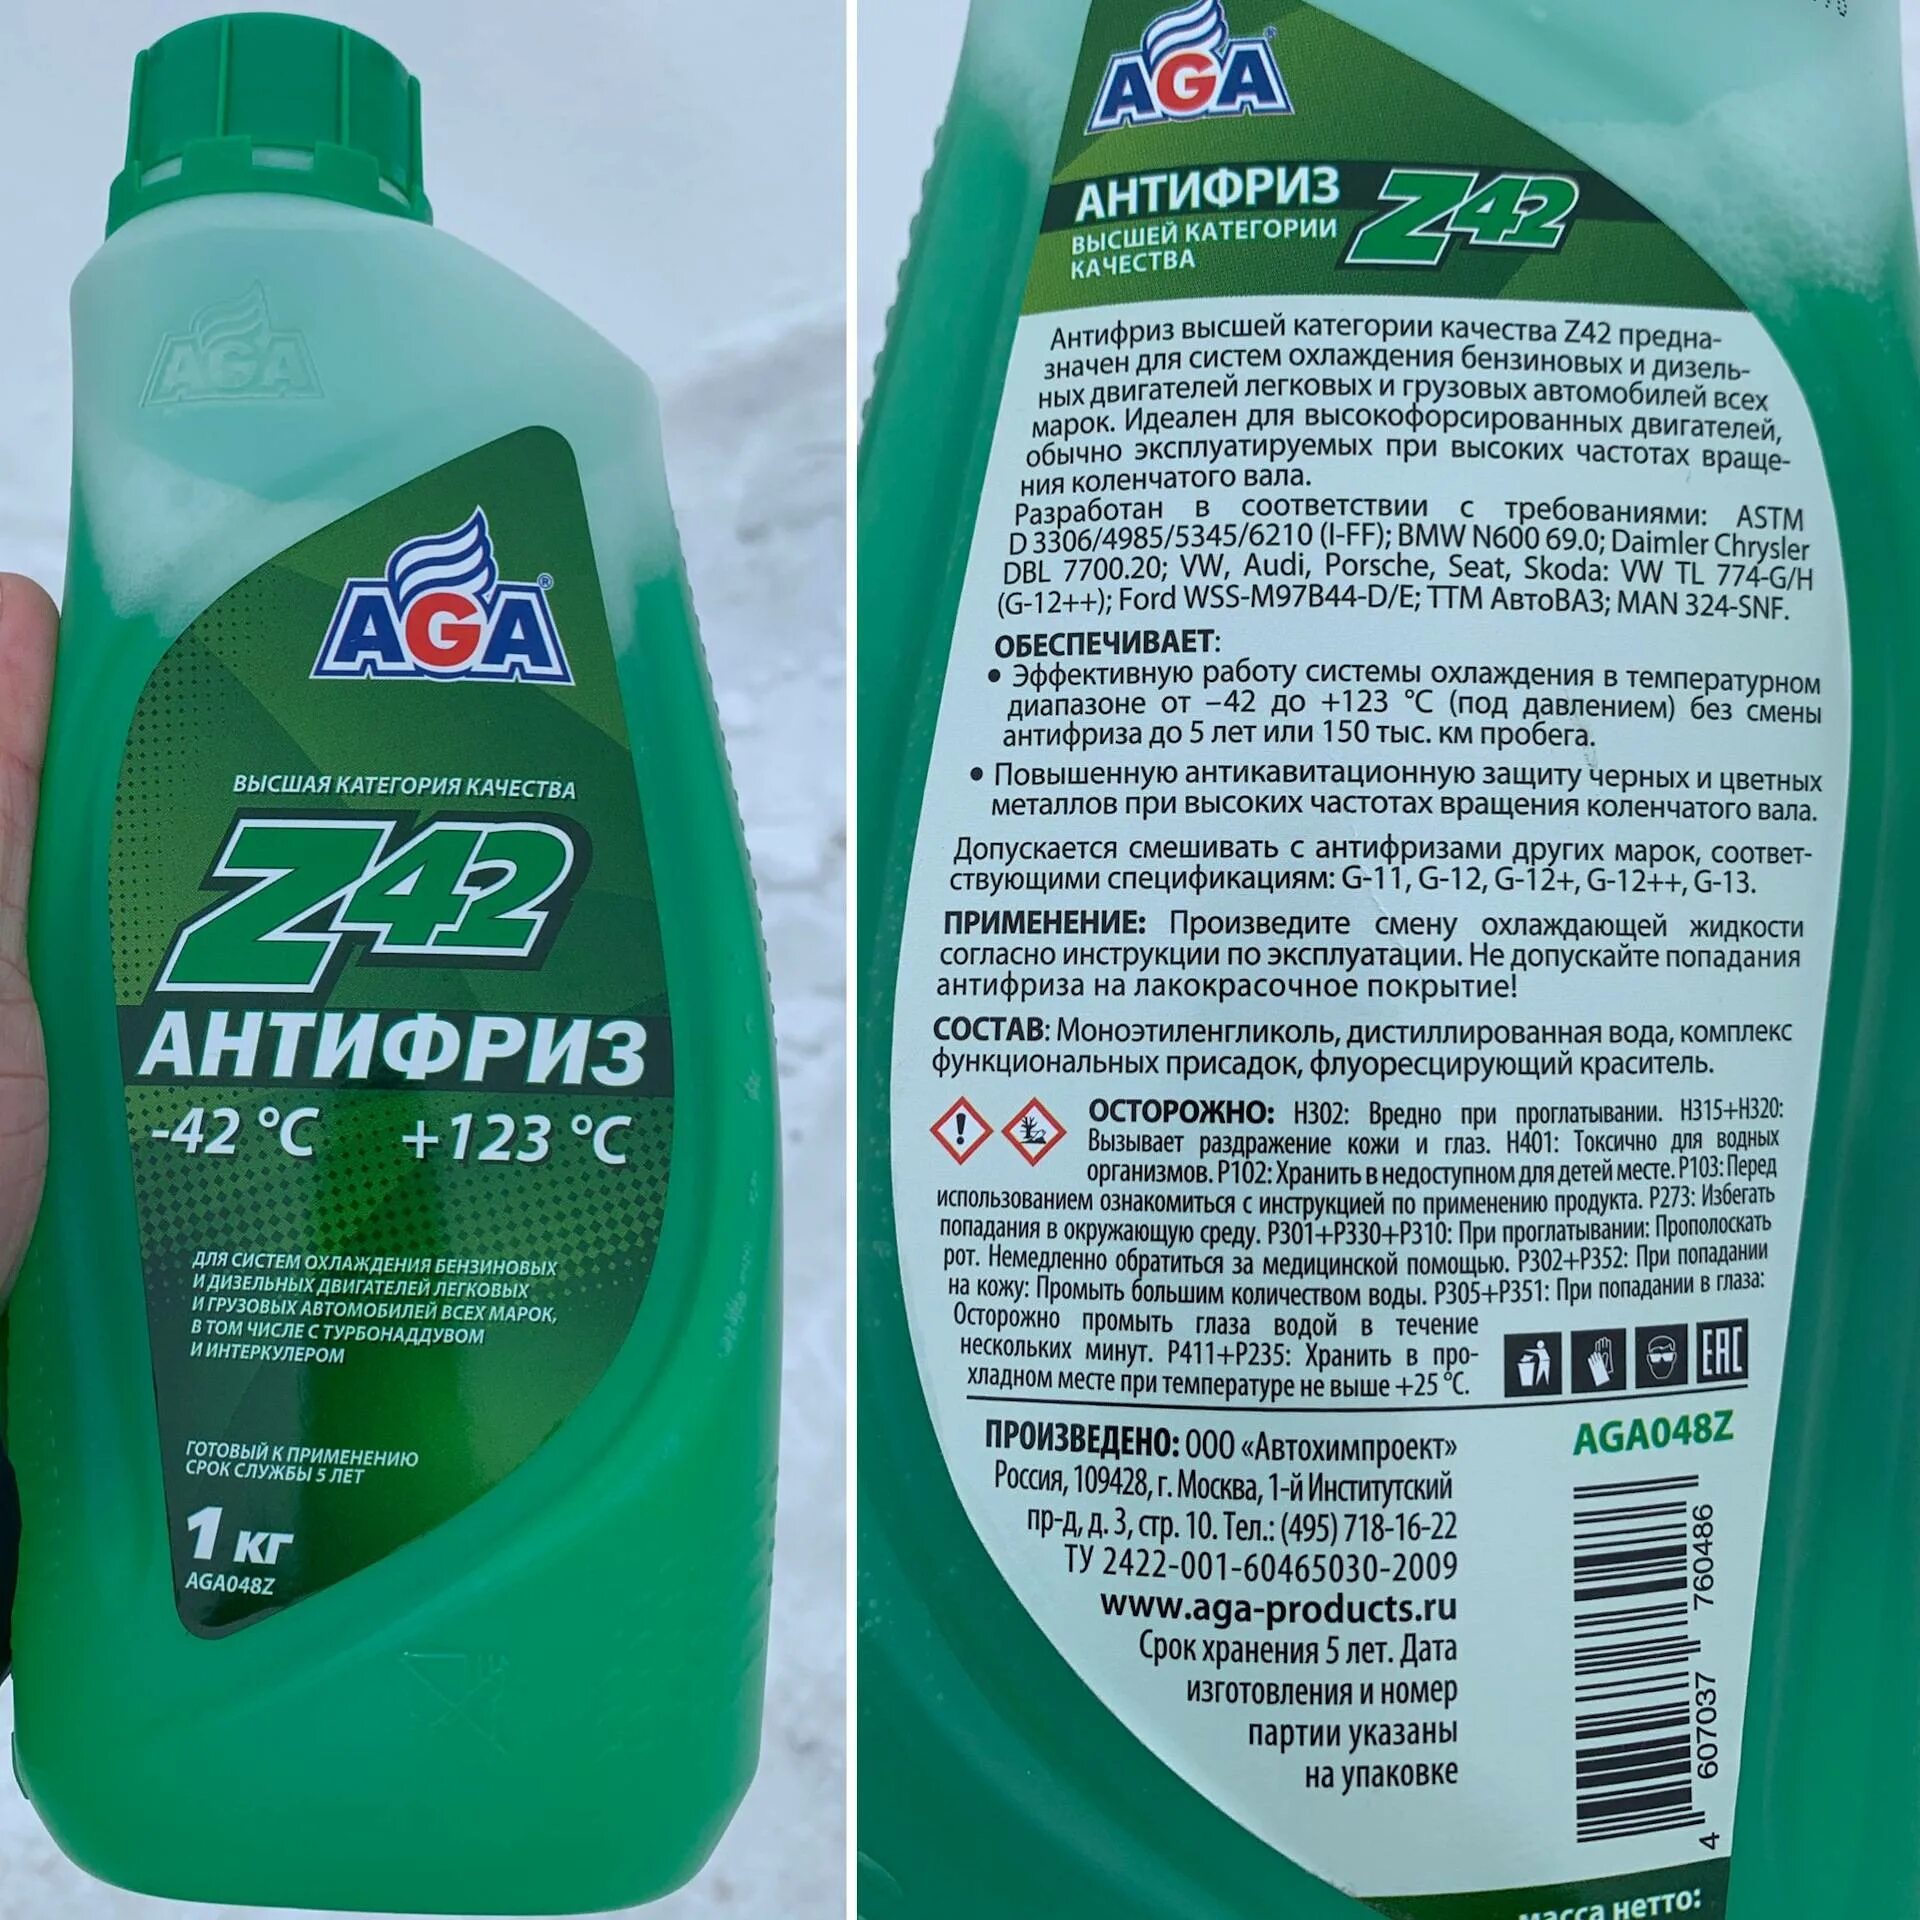 AGA
AGA®
ВЫСШАЯ КАТЕГОРИЯ КАЧЕСТВА
Z42
АНТИФРИЗ
-42 °C +123 °C
ДЛЯ СИСТЕМ ОХЛАЖДЕНИЯ БЕНЗИНОВЫХ
И ДИЗЕЛЬНЫХ ДВИГАТЕЛЕЙ ЛЕГКОВЫХ
И ГРУЗОВЫХ АВТОМОБИЛЕЙ ВСЕХ МАРОК,
В ТОМ ЧИСЛЕ С ТУРБОНАДДУВОМ
И ИНТЕРКУЛЕРОМ
ГОТОВЫЙ К ПРИМЕНЕНИЮ
СРОК СЛУЖБЫ 5 ЛЕТ
1 КГ
AGA048Z
AGA®
АНТИФРИЗ Z42
ВЫСШЕЙ КАТЕГОРИИ
КАЧЕСТВА
Антифриз высшей категории качества Z42 предна-
значен для систем охлаждения бензиновых и дизель-
ных двигателей легковых и грузовых автомобилей всех
марок. Идеален для высокофорсированных двигателей,
обычно эксплуатируемых при высоких частотах враще-
ния коленчатого вала.
Разработан в соответствии с требованиями: ASTM
D 3306/4985/5345/6210 (I-FF); BMW N600 69.0; Daimler Chrysler
DBL 7700.20; VW, Audi, Porsche, Seat, Skoda: VW TL 774-G/H
(G-12++); Ford WSS-M97B44-D/E; ТТМ АвтоВАЗ; MAN 324-SNF.
ОБЕСПЕЧИВАЕТ:
• Эффективную работу системы охлаждения в температурном
диапазоне от –42 до +123 °C (под давлением) без смены
антифриза до 5 лет или 150 тыс. км пробега.
• Повышенную антикавитационную защиту черных и цветных
металлов при высоких частотах вращения коленчатого вала.
Допускается смешивать с антифризами других марок, соответ-
ствующими спецификациям: G-11, G-12, G-12+, G-12++, G-13.
ПРИМЕНЕНИЕ: Произведите смену охлаждающей жидкости
согласно инструкции по эксплуатации. Не допускайте попадания
антифриза на лакокрасочное покрытие!
СОСТАВ: Моноэтиленгликоль, дистиллированная вода, комплекс
функциональных присадок, флуоресцирующий краситель.
ОСТОРОЖНО: H302: Вредно при проглатывании. H315+H320:
Вызывает раздражение кожи и глаз. H401: Токсично для водных
организмов. P102: Хранить в недоступном для детей месте. P103: Перед
использованием ознакомиться с инструкцией по применению продукта. P273: Избегать
попадания в окружающую среду. P301+P330+P310: При проглатывании: Прополоскать
рот. Немедленно обратиться за медицинской помощью. P302+P352: При попадании
на кожу: Промыть большим количеством воды. P305+P351: При попадании в глаза:
Осторожно промыть глаза водой в течение
нескольких минут. P411+P235: Хранить в про-
хладном месте при температуре не выше +25 °C.
EAC
ПРОИЗВЕДЕНО: ООО «Автохимпроект»
Россия, 109428, г. Москва, 1-й Институтский
пр-д, д. 3, стр. 10. Тел.: (495) 718-16-22
ТУ 2422-001-60465030-2009
www.aga-products.ru
Срок хранения 5 лет. Дата
изготовления и номер
партии указаны
на упаковке
AGA048Z
4 607037 760486
масса нетто: